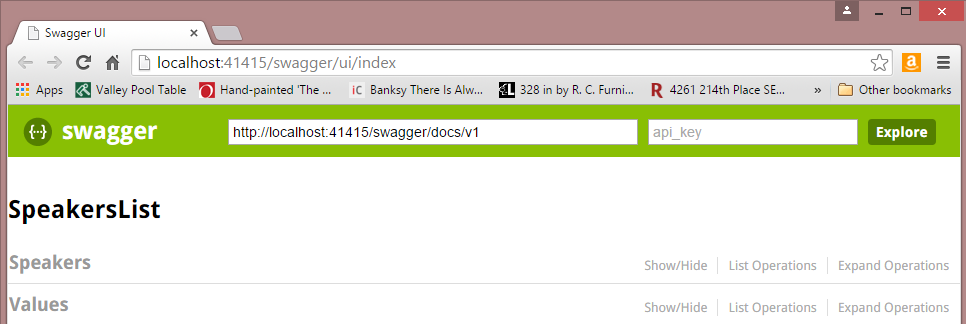 Swagger UI
localhost:41415/swagger/ui/index
Apps Valley Pool Table Hand-painted 'The ... iC Banksy There Is Alw... 328 in by R. C. Furni... R 4261 214th Place SE... » Other bookmarks
{··} swagger http://localhost:41415/swagger/docs/v1 api_key Explore
SpeakersList
Speakers Show/Hide List Operations Expand Operations
Values Show/Hide List Operations Expand Operations